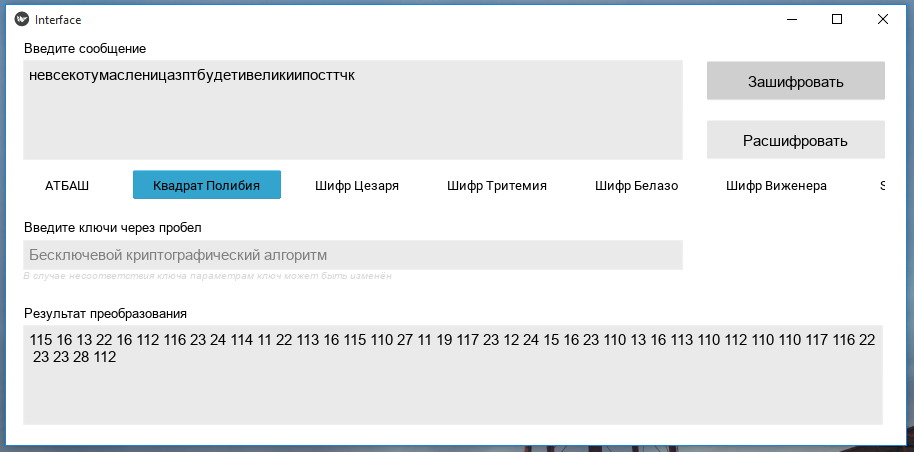 Interface
Введите сообщение
невсекотумасленицазптбудетивеликиипосттчк
Зашифровать
Расшифровать
АТБАШ Квадрат Полибия Шифр Цезаря Шифр Тритемия Шифр Белазо Шифр Виженера S
Введите ключи через пробел
Бесключевой криптографический алгоритм
В случае несоответствия ключа параметрам ключ может быть изменён
Результат преобразования
115 16 13 22 16 112 116 23 24 114 11 22 113 16 115 110 27 11 19 117 23 12 24 15 16 23 110 13 16 113 110 112 110 110 117 116 22
23 23 28 112